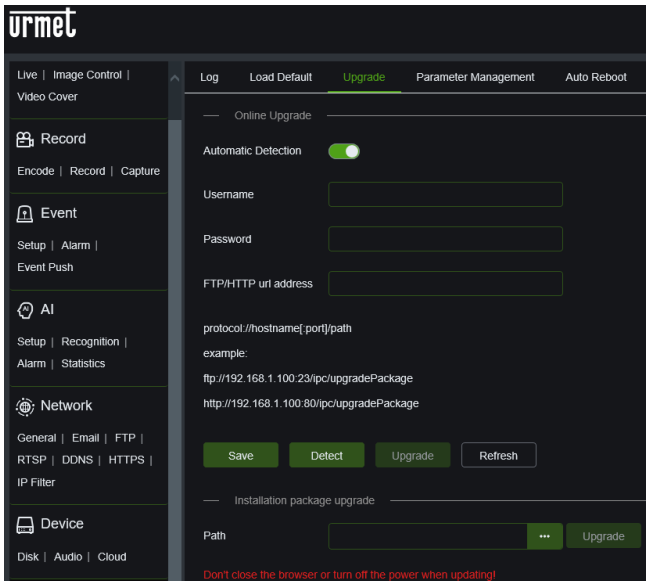 urmet
Live | Image Control |
Video Cover
Record
Encode | Record | Capture
Event
Setup | Alarm |
Event Push
AI
Setup | Recognition |
Alarm | Statistics
Network
General | Email | FTP |
RTSP | DDNS | HTTPS |
IP Filter
Device
Disk | Audio | Cloud
Log Load Default Upgrade Parameter Management Auto Reboot
Online Upgrade
Automatic Detection
Username
Password
FTP/HTTP url address
protocol://hostname[:port]/path
example:
ftp://192.168.1.100:23/ipc/upgradePackage
http://192.168.1.100:80/ipc/upgradePackage
Save Detect Upgrade Refresh
Installation package upgrade
Path ... Upgrade
Don't close the browser or turn off the power when updating!